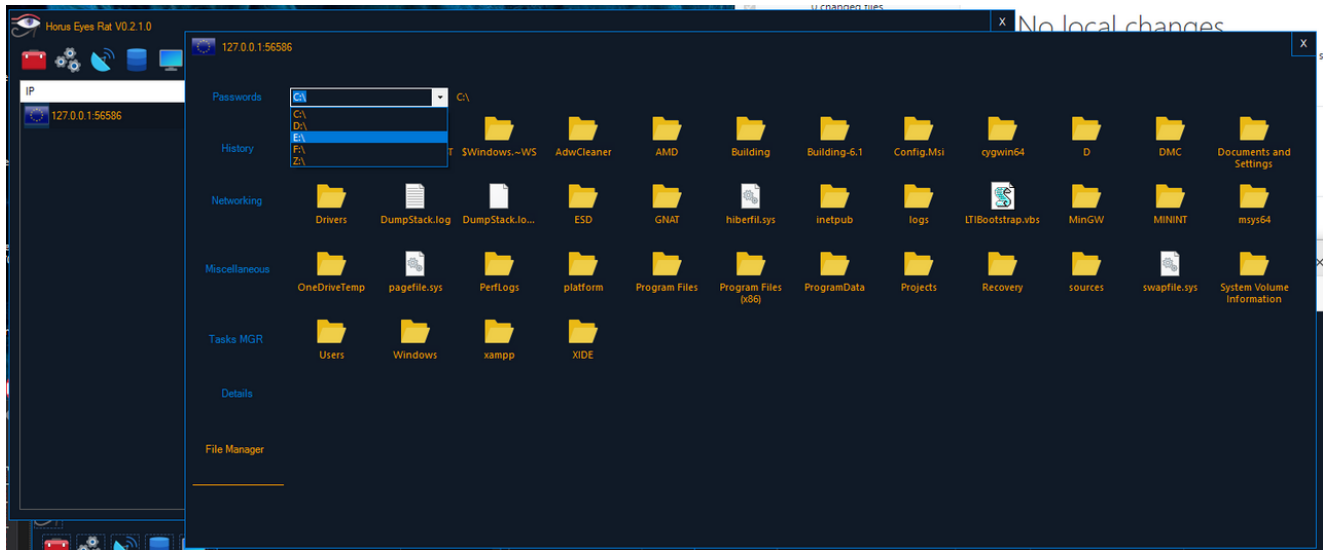 0 changed files
Horus Eyes Rat V0.2.1.0
X
No local changes
127.0.0.1:56586
X
IP
127.0.0.1:56586
Passwords
C:\
C:\
C:\
D:\
E:\
F:\
Z:\
History
T
$Windows.~WS
AdwCleaner
AMD
Building
Building-6.1
Config.Msi
cygwin64
D
DMC
Documents and
Settings
Networking
Drivers
DumpStack.log
DumpStack.lo...
ESD
GNAT
hiberfil.sys
inetpub
logs
LTIBootstrap.vbs
MinGW
MININT
msys64
Miscellaneous
OneDriveTemp
pagefile.sys
PerfLogs
platform
Program Files
Program Files
(x86)
ProgramData
Projects
Recovery
sources
swapfile.sys
System Volume
Information
Tasks MGR
Users
Windows
xampp
XIDE
Details
File Manager